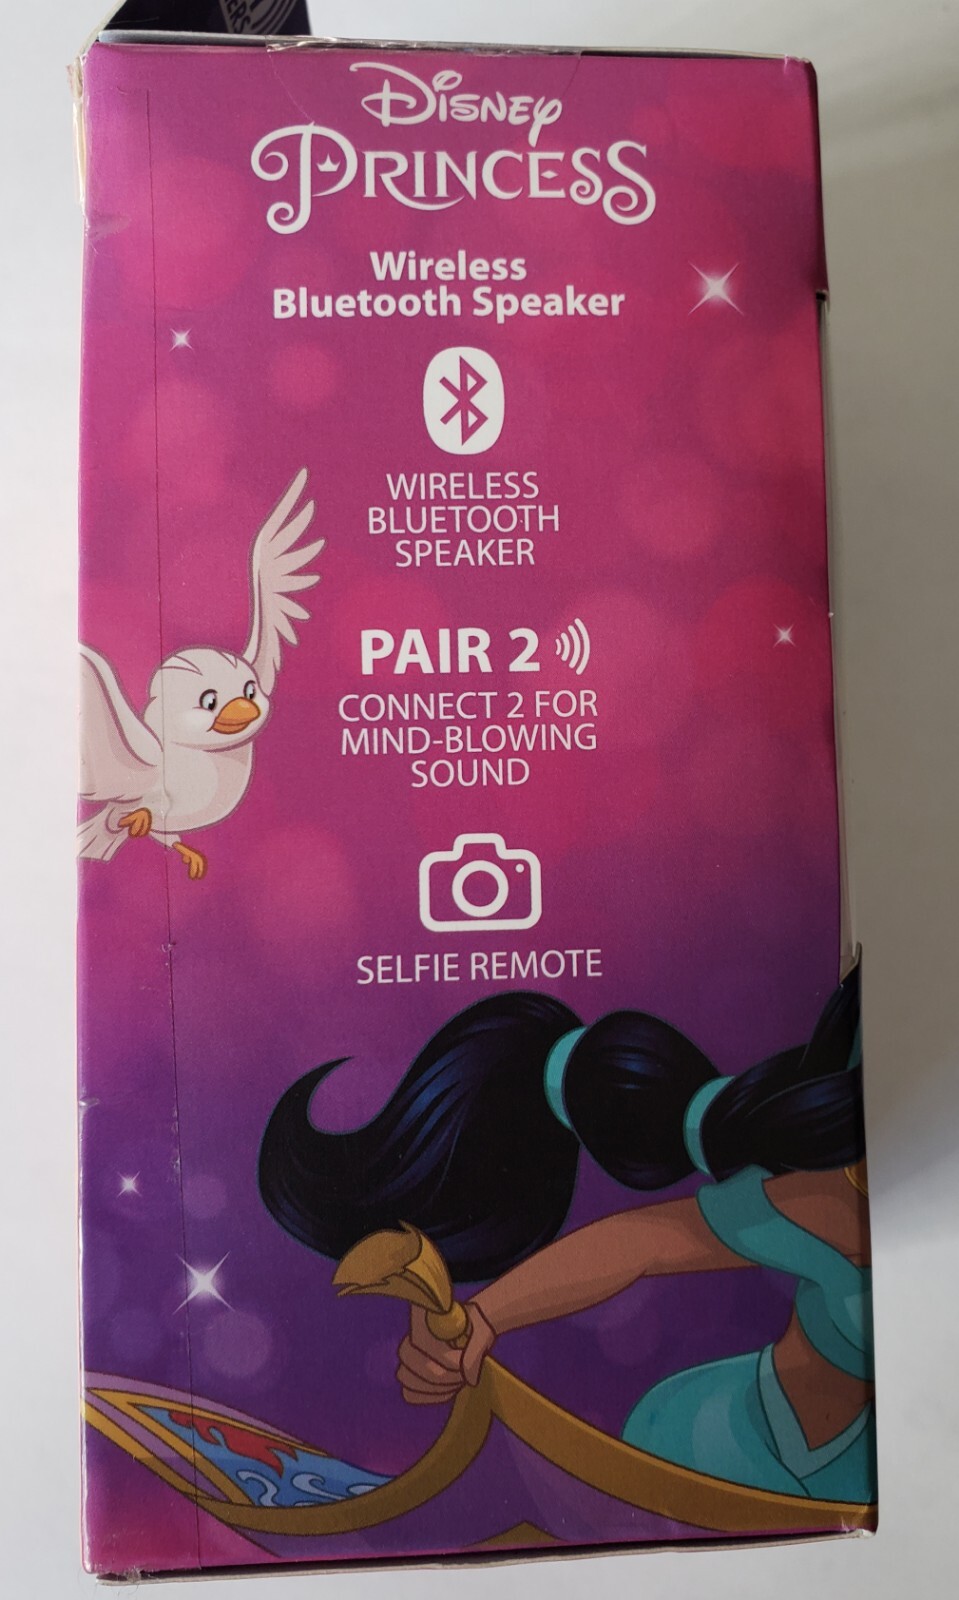 Disney
PRINCESS
Wireless
Bluetooth Speaker
WIRELESS
BLUETOOTH
SPEAKER
PAIR 2
CONNECT 2 FOR
MIND-BLOWING
SOUND
SELFIE REMOTE